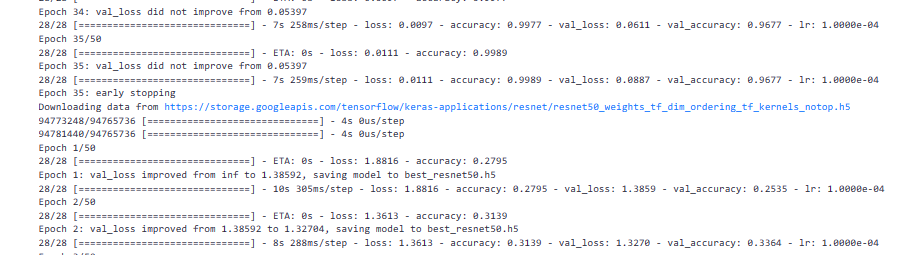 Epoch 34: val_loss did not improve from 0.05397
28/28 [==============================] - 7s 258ms/step - loss: 0.0097 - accuracy: 0.9977 - val_loss: 0.0611 - val_accuracy: 0.9677 - lr: 1.0000e-04
Epoch 35/50
28/28 [==============================] - ETA: 0s - loss: 0.0111 - accuracy: 0.9989
Epoch 35: val_loss did not improve from 0.05397
28/28 [==============================] - 7s 259ms/step - loss: 0.0111 - accuracy: 0.9989 - val_loss: 0.0887 - val_accuracy: 0.9677 - lr: 1.0000e-04
Epoch 35: early stopping
Downloading data from https://storage.googleapis.com/tensorflow/keras-applications/resnet/resnet50_weights_tf_dim_ordering_tf_kernels_notop.h5
94773248/94765736 [==============================] - 4s 0us/step
94781440/94765736 [==============================] - 4s 0us/step
Epoch 1/50
28/28 [==============================] - ETA: 0s - loss: 1.8816 - accuracy: 0.2795
Epoch 1: val_loss improved from inf to 1.38592, saving model to best_resnet50.h5
28/28 [==============================] - 10s 305ms/step - loss: 1.8816 - accuracy: 0.2795 - val_loss: 1.3859 - val_accuracy: 0.2535 - lr: 1.0000e-04
Epoch 2/50
28/28 [==============================] - ETA: 0s - loss: 1.3613 - accuracy: 0.3139
Epoch 2: val_loss improved from 1.38592 to 1.32704, saving model to best_resnet50.h5
28/28 [==============================] - 8s 288ms/step - loss: 1.3613 - accuracy: 0.3139 - val_loss: 1.3270 - val_accuracy: 0.3364 - lr: 1.0000e-04